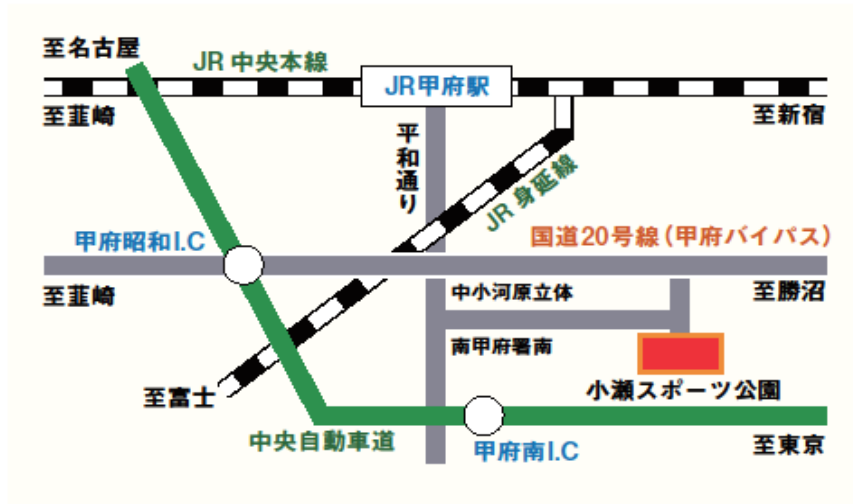 至名古屋
JR中央本線
JR甲府駅
至韮崎
至新宿
平和通り
JR身延線
甲府昭和I.C
国道20号線(甲府バイパス)
至韮崎
中小河原立体
至勝沼
南甲府署南
至富士
小瀬スポーツ公園
中央自動車道
甲府南I.C
至東京